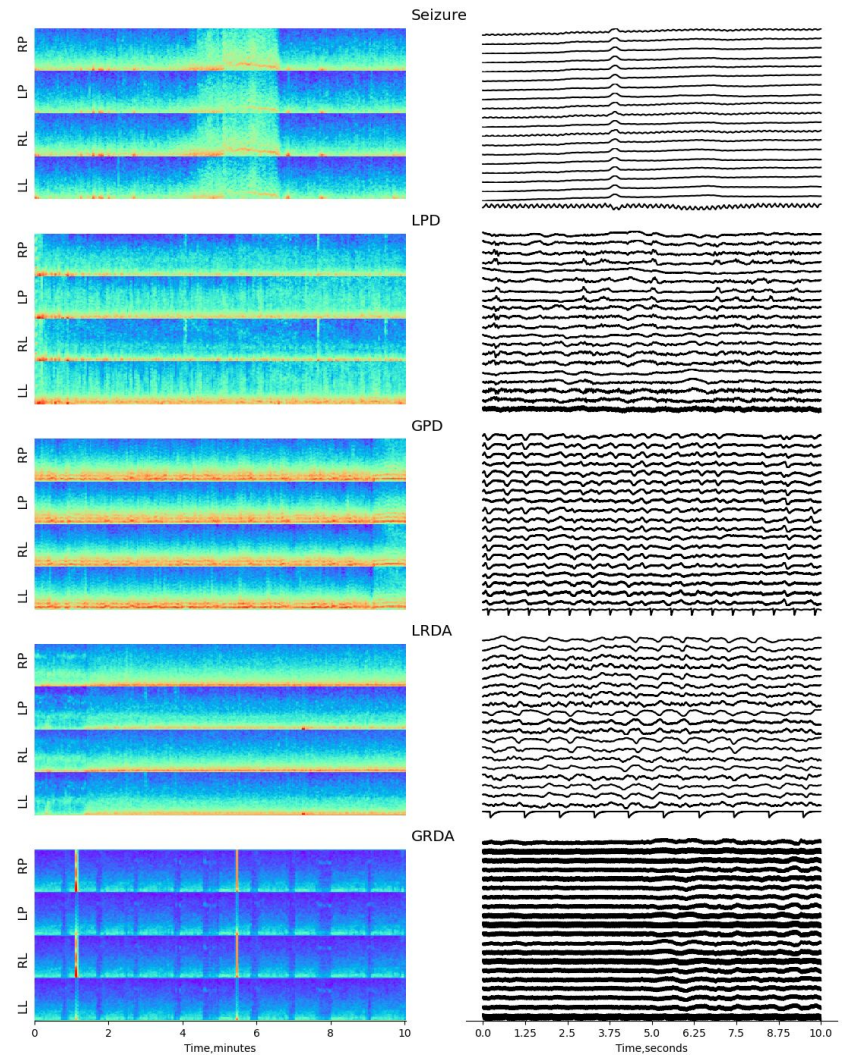 Seizure
RP
LP
RL
LL
LPD
RP
LP
RL
LL
GPD
RP
LP
RL
LL
LRDA
RP
LP
RL
LL
GRDA
RP
LP
RL
LL
0 2 4 6 8 10
Time,minutes
0.0 1.25 2.5 3.75 5.0 6.25 7.5 8.75 10.0
Time,seconds